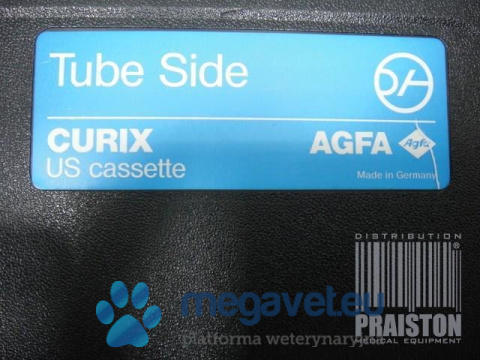 Tube Side
CURIX
US cassette
AGFA
Agfa
Made in Germany
DISTRIBUTION
PRAISTON
MEDICAL EQUIPMENT
megavet.eu
platforma weterynaryjna